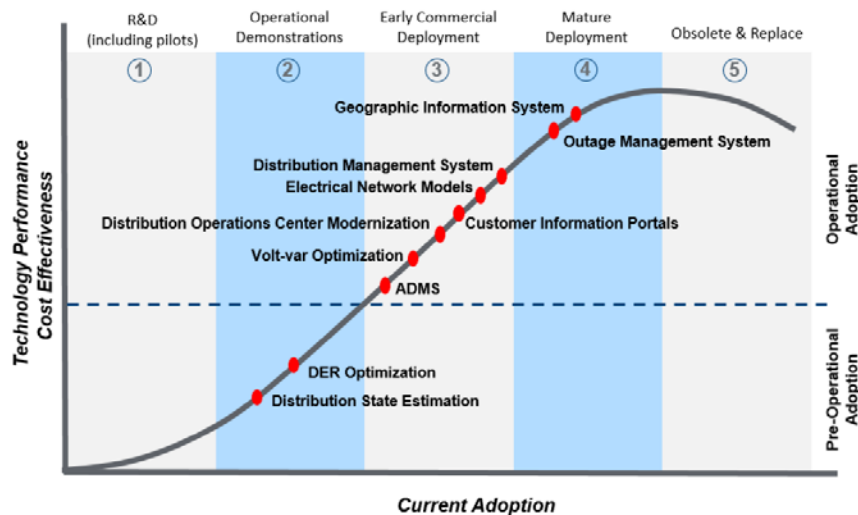 R&D
(including pilots)
Operational
Demonstrations
Early Commercial
Deployment
Mature
Deployment
Obsolete & Replace
1
2
3
4
5
Geographic Information System
Outage Management System
Distribution Management System
Electrical Network Models
Distribution Operations Center Modernization
Customer Information Portals
Volt-var Optimization
ADMS
DER Optimization
Distribution State Estimation
Technology Performance
Cost Effectiveness
Operational
Adoption
Pre-Operational
Adoption
Current Adoption